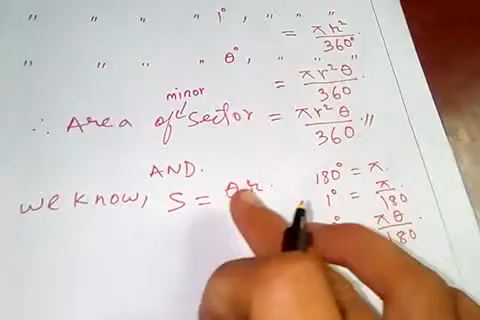 " " 1°, " " "
= πr²/360°
" " " " θ°, " " "
= πr²θ/360.
minor
∴ Area of sector = πr²θ/360 "
AND.
180° = π.
we know, S = θr.
1° = π/180
° πθ/180.